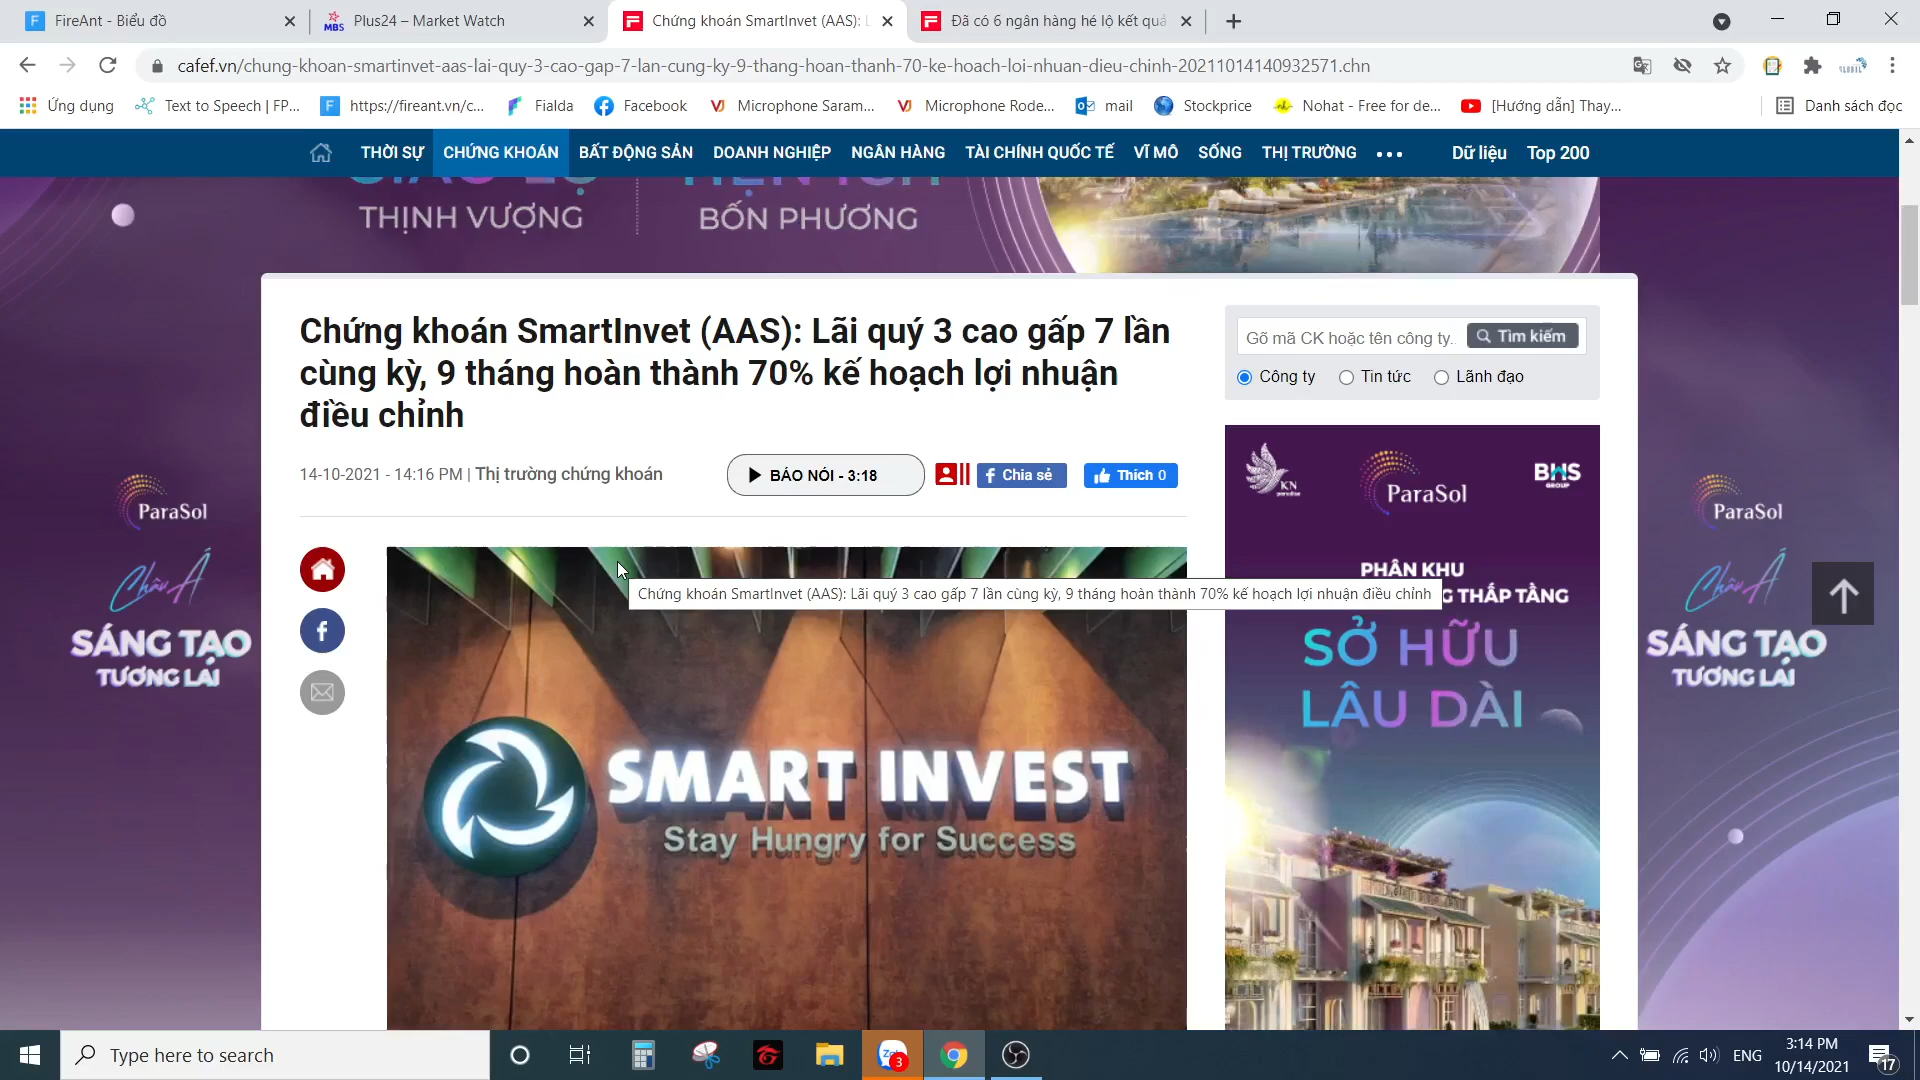 FireAnt - Biểu đồ
Plus24 – Market Watch
Chứng khoán SmartInvet (AAS): L
Đã có 6 ngân hàng hé lộ kết quả
cafef.vn/chung-khoan-smartinvet-aas-lai-quy-3-cao-gap-7-lan-cung-ky-9-thang-hoan-thanh-70-ke-hoach-loi-nhuan-dieu-chinh-20211014140932571.chn
Ứng dụng
Text to Speech | FP...
https://fireant.vn/c...
Fialda
Facebook
Microphone Saram...
Microphone Rode...
mail
Stockprice
Nohat - Free for de...
[Hướng dẫn] Thay...
Danh sách đọc
THỜI SỰ CHỨNG KHOÁN BẤT ĐỘNG SẢN DOANH NGHIỆP NGÂN HÀNG TÀI CHÍNH QUỐC TẾ VĨ MÔ SỐNG THỊ TRƯỜNG Dữ liệu Top 200
THỊNH VƯỢNG
BỐN PHƯƠNG
Chứng khoán SmartInvet (AAS): Lãi quý 3 cao gấp 7 lần
cùng kỳ, 9 tháng hoàn thành 70% kế hoạch lợi nhuận
điều chỉnh
14-10-2021 - 14:16 PM | Thị trường chứng khoán
BÁO NÓI - 3:18
Chia sẻ
Thích 0
Gõ mã CK hoặc tên công ty..
Tìm kiếm
Công ty Tin tức Lãnh đạo
Chứng khoán SmartInvet (AAS): Lãi quý 3 cao gấp 7 lần cùng kỳ, 9 tháng hoàn thành 70% kế hoạch lợi nhuận điều chỉnh
SMART INVEST
Stay Hungry for Success
KN
paradise
ParaSol
BHS
GROUP
PHÂN KHU
G THẤP TẦNG
SỞ HỮU
LÂU DÀI
ParaSol
Châu Á
SÁNG TẠO
TƯƠNG LAI
ParaSol
Châu Á
SÁNG TẠO
TƯƠNG LAI
Type here to search
3
ENG
3:14 PM
10/14/2021
17